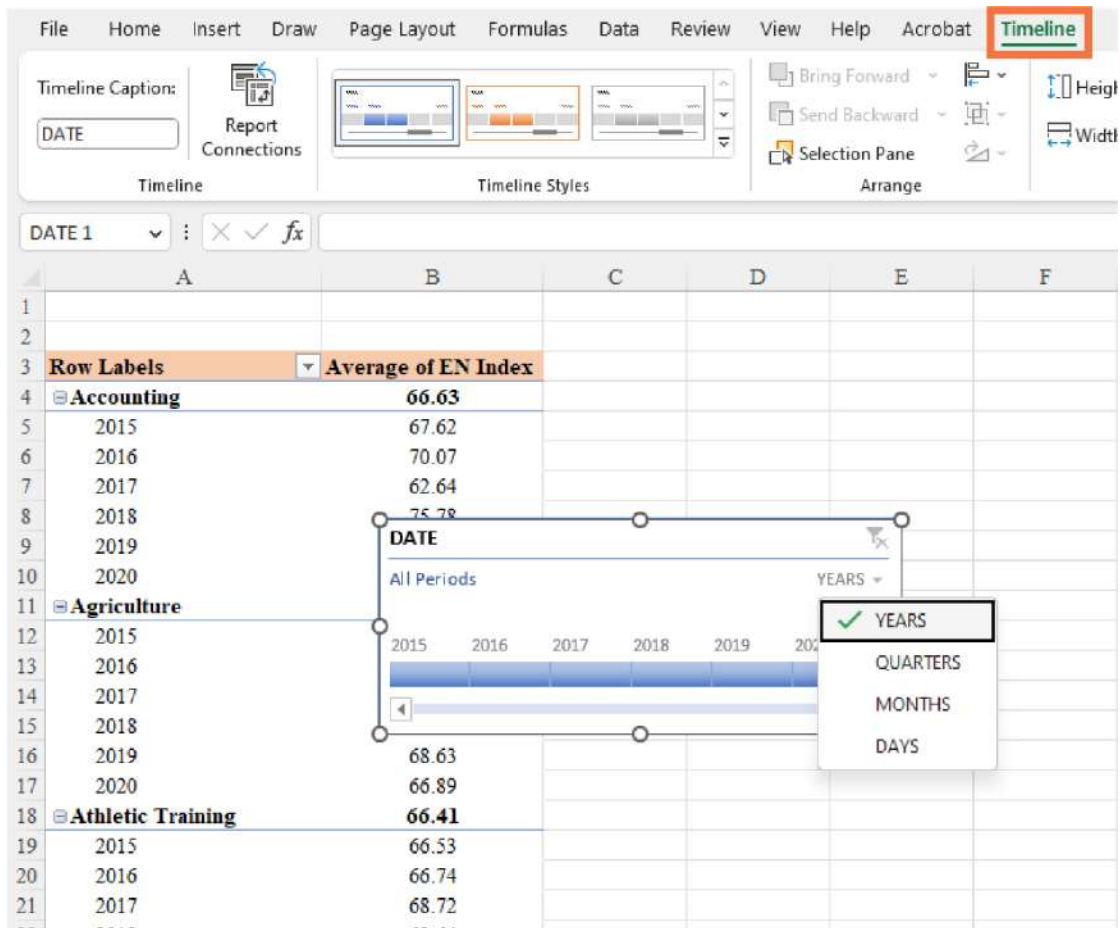 File Home Insert Draw Page Layout Formulas Data Review View Help Acrobat Timeline
Timeline Caption:
DATE
Report
Connections
Timeline
Timeline Styles
Bring Forward
Send Backward
Selection Pane
Arrange
Heigh
Width
DATE 1 fx
A B C D E F
1
2
3 Row Labels Average of EN Index
4 Accounting 66.63
5 2015 67.62
6 2016 70.07
7 2017 62.64
8 2018 75.78
9 2019
10 2020
11 Agriculture
12 2015
13 2016
14 2017
15 2018
16 2019 68.63
17 2020 66.89
18 Athletic Training 66.41
19 2015 66.53
20 2016 66.74
21 2017 68.72
DATE
All Periods YEARS
2015 2016 2017 2018 2019 202
YEARS
QUARTERS
MONTHS
DAYS